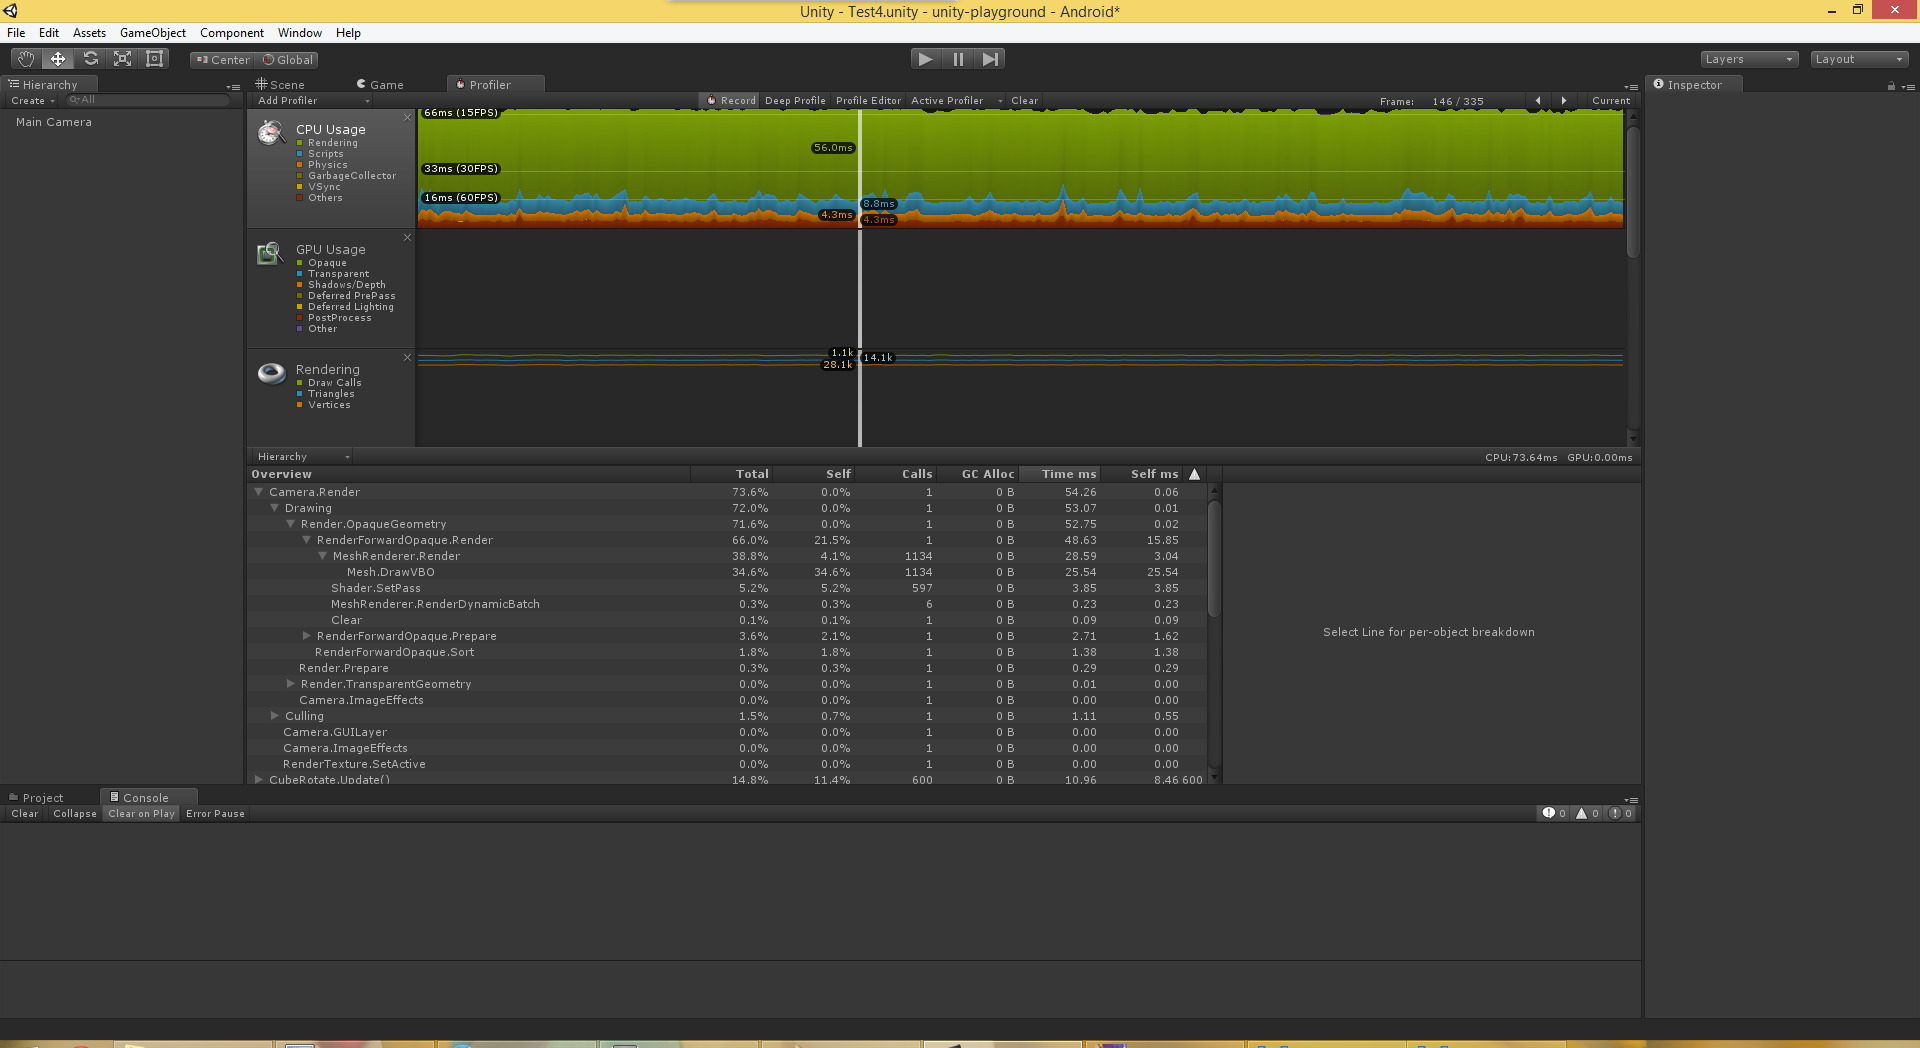 Unity - Test4.unity - unity-playground - Android*
File Edit Assets GameObject Component Window Help
Center Global Layers Layout
Hierarchy Scene Game Profiler Inspector
Create All Add Profiler Record Deep Profile Profile Editor Active Profiler Clear Frame: 146 / 335 Current
Main Camera
CPU Usage
Rendering
Scripts
Physics
GarbageCollector
VSync
Others
66ms (15FPS)
56.0ms
33ms (30FPS)
16ms (60FPS)
8.8ms
4.3ms
4.3ms
GPU Usage
Opaque
Transparent
Shadows/Depth
Deferred PrePass
Deferred Lighting
PostProcess
Other
Rendering
Draw Calls
Triangles
Vertices
1.1k
14.1k
28.1k
Hierarchy CPU:73.64ms GPU:0.00ms
Overview Total Self Calls GC Alloc Time ms Self ms
Camera.Render 73.6% 0.0% 1 0 B 54.26 0.06
Drawing 72.0% 0.0% 1 0 B 53.07 0.01
Render.OpaqueGeometry 71.6% 0.0% 1 0 B 52.75 0.02
RenderForwardOpaque.Render 66.0% 21.5% 1 0 B 48.63 15.85
MeshRenderer.Render 38.8% 4.1% 1134 0 B 28.59 3.04
Mesh.DrawVBO 34.6% 34.6% 1134 0 B 25.54 25.54
Shader.SetPass 5.2% 5.2% 597 0 B 3.85 3.85
MeshRenderer.RenderDynamicBatch 0.3% 0.3% 6 0 B 0.23 0.23
Clear 0.1% 0.1% 1 0 B 0.09 0.09
RenderForwardOpaque.Prepare 3.6% 2.1% 1 0 B 2.71 1.62
RenderForwardOpaque.Sort 1.8% 1.8% 1 0 B 1.38 1.38
Render.Prepare 0.3% 0.3% 1 0 B 0.29 0.29
Render.TransparentGeometry 0.0% 0.0% 1 0 B 0.01 0.00
Camera.ImageEffects 0.0% 0.0% 1 0 B 0.00 0.00
Culling 1.5% 0.7% 1 0 B 1.11 0.55
Camera.GUILayer 0.0% 0.0% 1 0 B 0.00 0.00
Camera.ImageEffects 0.0% 0.0% 1 0 B 0.00 0.00
RenderTexture.SetActive 0.0% 0.0% 1 0 B 0.00 0.00
CubeRotate.Update() 14.8% 11.4% 600 0 B 10.96 8.46 600
Select Line for per-object breakdown
Project Console
Clear Collapse Clear on Play Error Pause 0 0 0